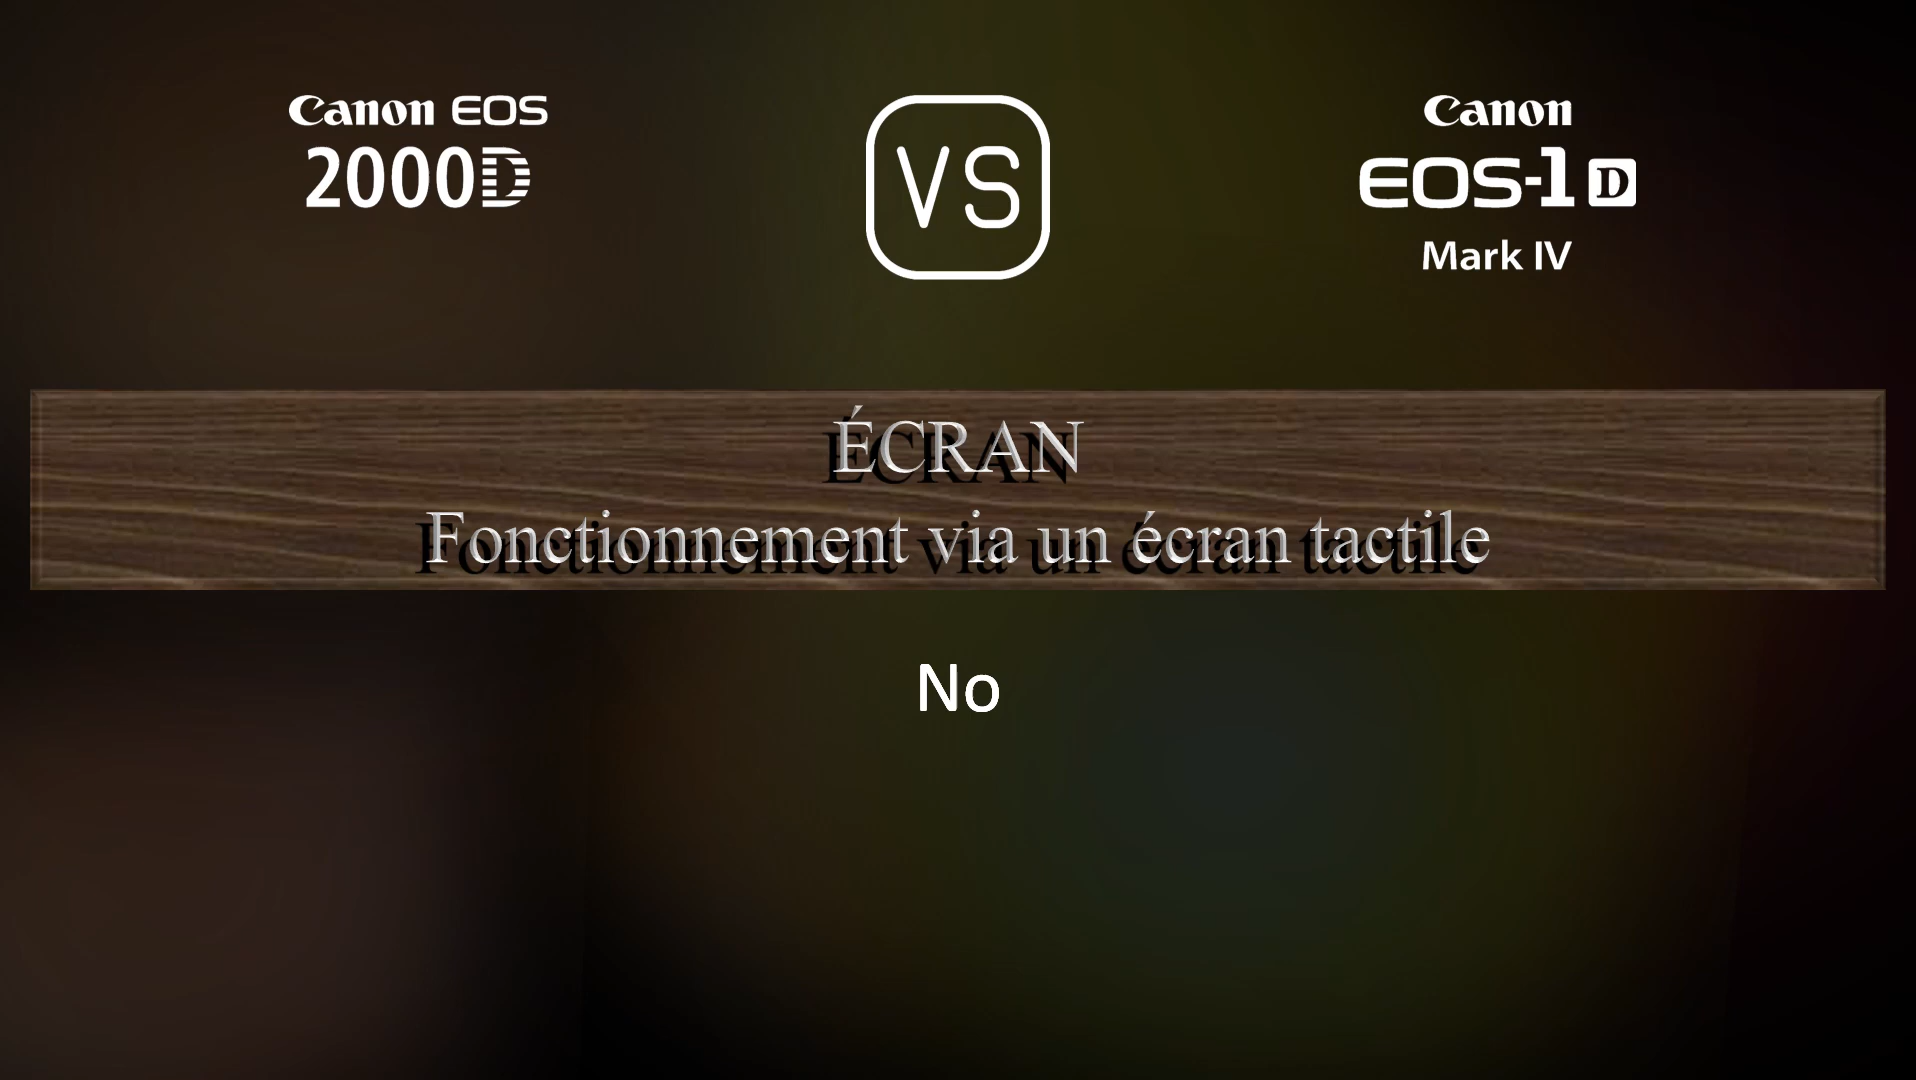 Canon EOS
2000D
VS
Canon
EOS-1D
Mark IV
ÉCRAN
Fonctionnement via un écran tactile
No